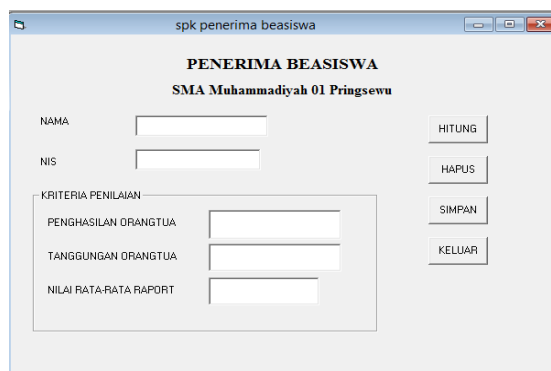 spk penerima beasiswa
PENERIMA BEASISWA
SMA Muhammadiyah 01 Pringsewu
NAMA
HITUNG
NIS
HAPUS
KRITERIA PENILAIAN
SIMPAN
PENGHASILAN ORANGTUA
TANGGUNGAN ORANGTUA
KELUAR
NILAI RATA-RATA RAPORT